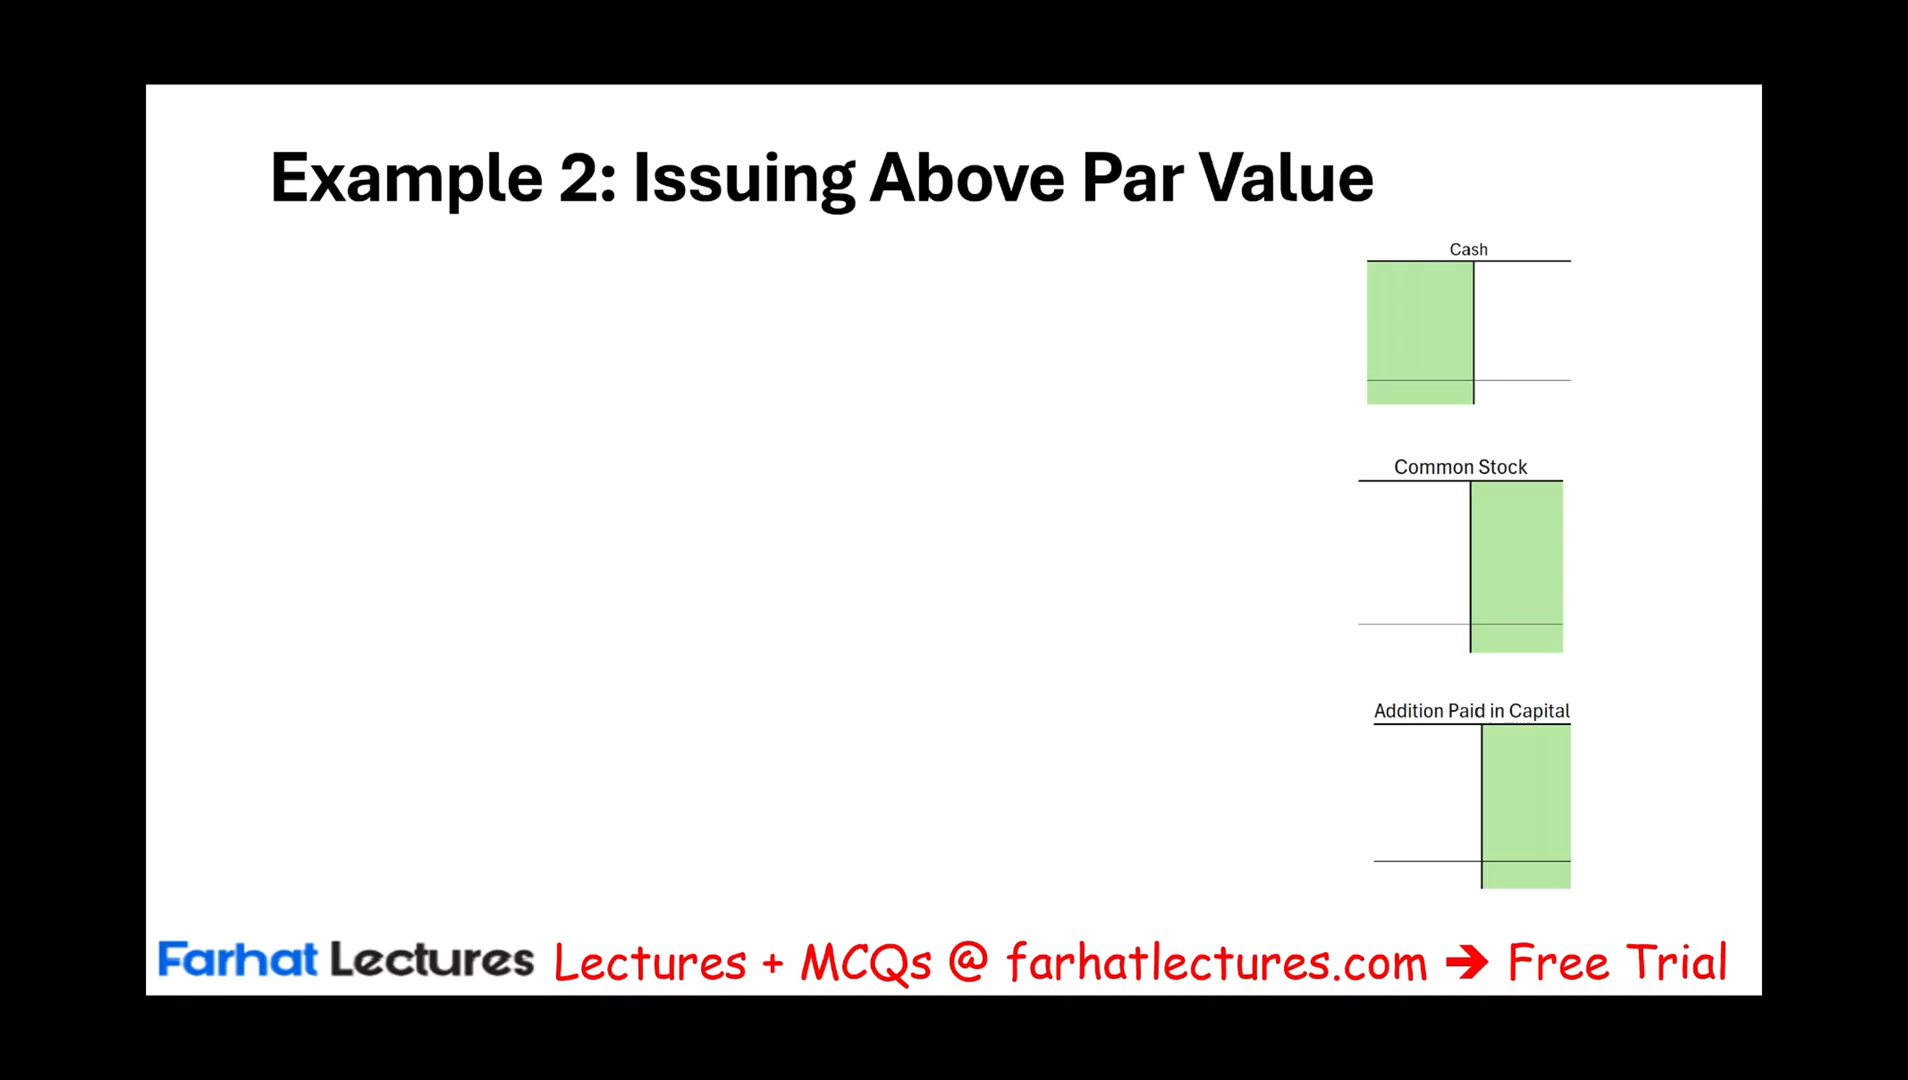 Example 2: Issuing Above Par Value
Cash
Common Stock
Addition Paid in Capital
Farhat Lectures Lectures + MCQs @ farhatlectures.com ➔ Free Trial